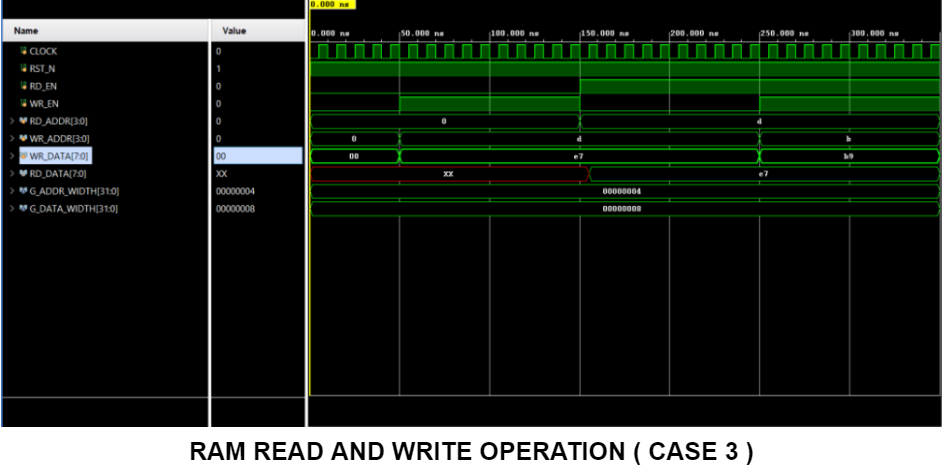 0.000 ns
Name Value
0.000 ns 50.000 ns 100.000 ns 150.000 ns 200.000 ns 250.000 ns 300.000 ns
CLOCK 0
RST_N 1
RD_EN 0
WR_EN 0
RD_ADDR[3:0] 0 0 d
WR_ADDR[3:0] 0 0 d b
WR_DATA[7:0] 00 00 e7 b9
RD_DATA[7:0] XX XX e7
G_ADDR_WIDTH[31:0] 00000004 00000004
G_DATA_WIDTH[31:0] 00000008 00000008
RAM READ AND WRITE OPERATION ( CASE 3 )